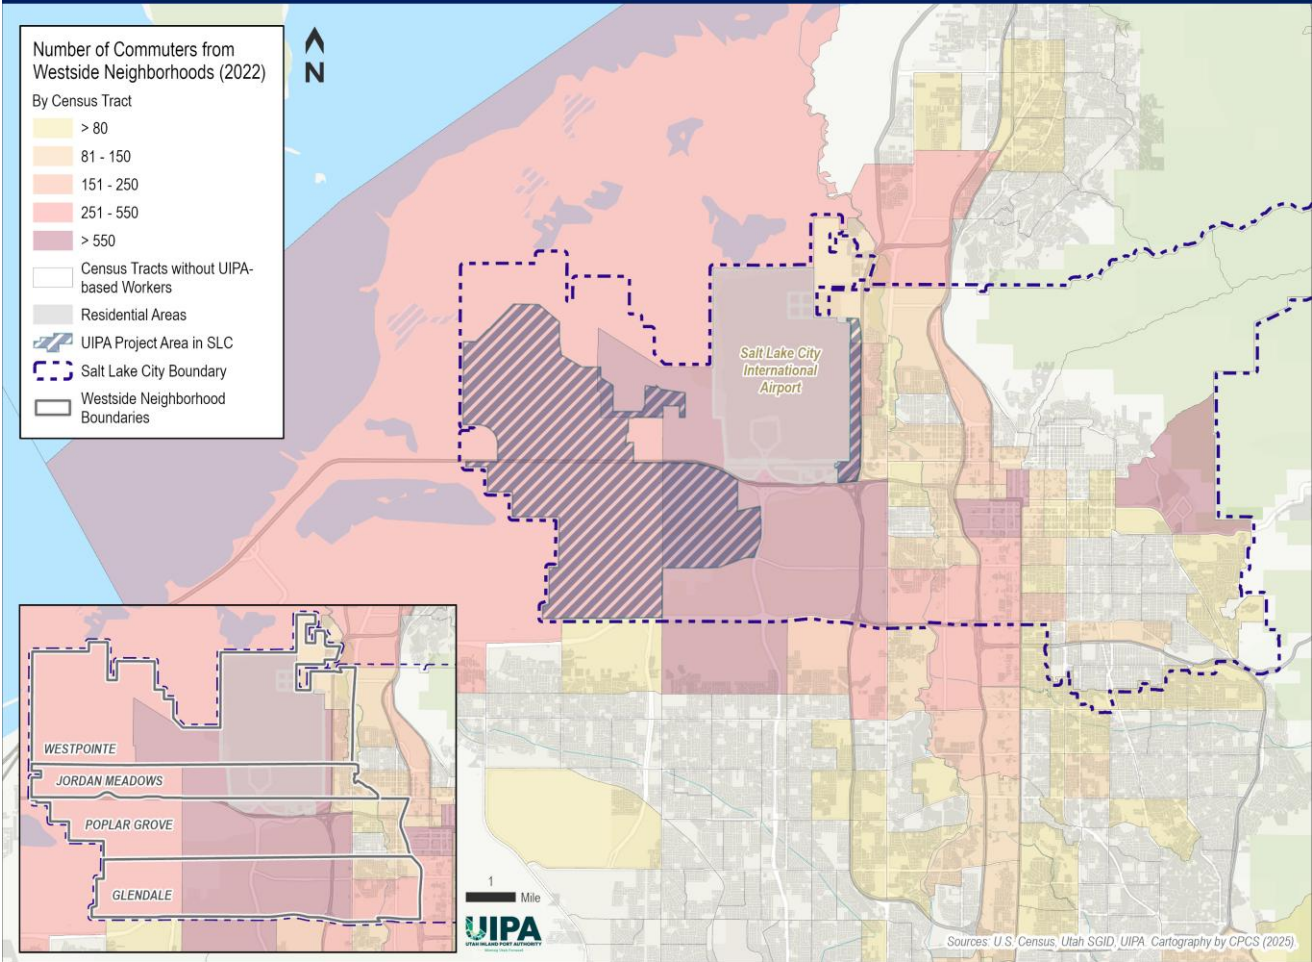 Number of Commuters from
Westside Neighborhoods (2022)
By Census Tract
> 80
81 - 150
151 - 250
251 - 550
> 550
Census Tracts without UIPA-
based Workers
Residential Areas
UIPA Project Area in SLC
Salt Lake City Boundary
Westside Neighborhood
Boundaries
N
Salt Lake City
International
Airport
WESTPOINTE
JORDAN MEADOWS
POPLAR GROVE
GLENDALE
1
Mile
UIPA
UTAH INLAND PORT AUTHORITY
Sources: U.S. Census, Utah SGID, UIPA. Cartography by CPCS (2025).